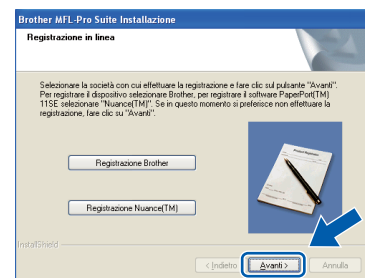 Brother MFL-Pro Suite Installazione
Registrazione in linea
Selezionare la società con cui effettuare la registrazione e fare clic sul pulsante "Avanti".
Per registrare il dispositivo selezionare Brother, per registrare il software PaperPort(TM)
11SE selezionare "Nuance(TM)". Se in questo momento si preferisce non effettuare la
registrazione, fare clic su "Avanti".
Registrazione Brother
Product Registration
Registrazione Nuance(TM)
InstallShield
< Indietro Avanti > Annulla